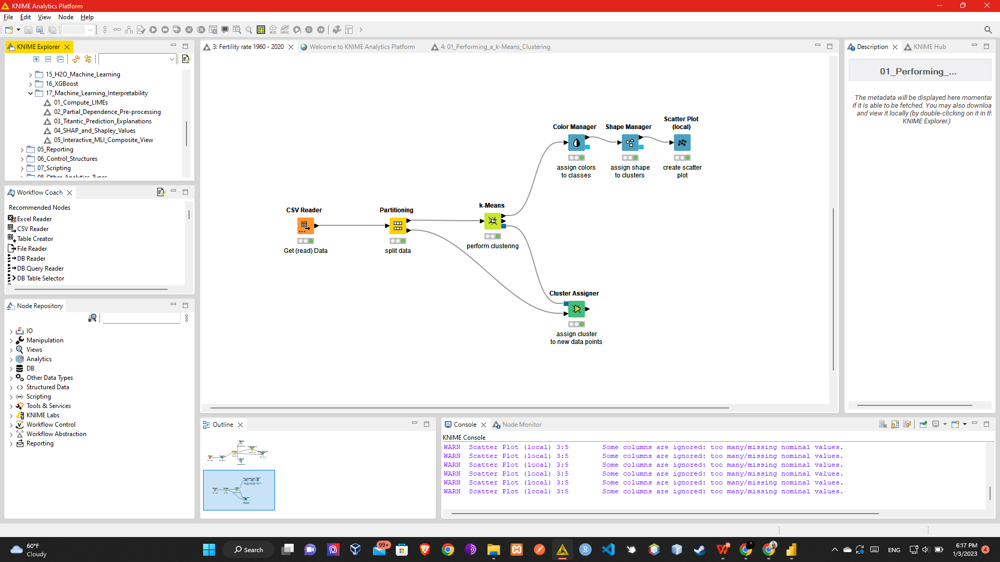 KNIME Analytics Platform
File Edit View Node Help
KNIME Explorer
15_H2O_Machine_Learning
16_XGBoost
17_Machine_Learning_Interpretability
01_Compute_LIMEs
02_Partial_Dependence_Pre-processing
03_Titantic_Prediction_Explanations
04_SHAP_and_Shapley_Values
05_Interactive_MLI_Composite_View
05_Reporting
06_Control_Structures
07_Scripting
08_Other_Analytics_Types
Workflow Coach
Recommended Nodes
Excel Reader
CSV Reader
Table Creator
File Reader
DB Reader
DB Query Reader
DB Table Selector
Node Repository
IO
Manipulation
Views
Analytics
DB
Other Data Types
Structured Data
Scripting
Tools & Services
KNIME Labs
Workflow Control
Workflow Abstraction
Reporting
3: Fertility rate 1960 - 2020
Welcome to KNIME Analytics Platform
4: 01_Performing_a_k-Means_Clustering
CSV Reader
Get (read) Data
Partitioning
split data
k-Means
perform clustering
Color Manager
assign colors
to classes
Shape Manager
assign shape
to clusters
Scatter Plot
(local)
create scatter
plot
Cluster Assigner
assign cluster
to new data points
Description
KNIME Hub
01_Performing_...
The metadata will be displayed here momentar
if it is able to be fetched. You may also downloa
and view it locally (by double-clicking on it in th
KNIME Explorer.)
Outline
Console
Node Monitor
KNIME Console
WARN Scatter Plot (local) 3:5 Some columns are ignored: too many/missing nominal values.
WARN Scatter Plot (local) 3:5 Some columns are ignored: too many/missing nominal values.
WARN Scatter Plot (local) 3:5 Some columns are ignored: too many/missing nominal values.
WARN Scatter Plot (local) 3:5 Some columns are ignored: too many/missing nominal values.
WARN Scatter Plot (local) 3:5 Some columns are ignored: too many/missing nominal values.
WARN Scatter Plot (local) 3:5 Some columns are ignored: too many/missing nominal values.
60°F
Cloudy
Search
99+
ENG
6:17 PM
1/3/2023
4